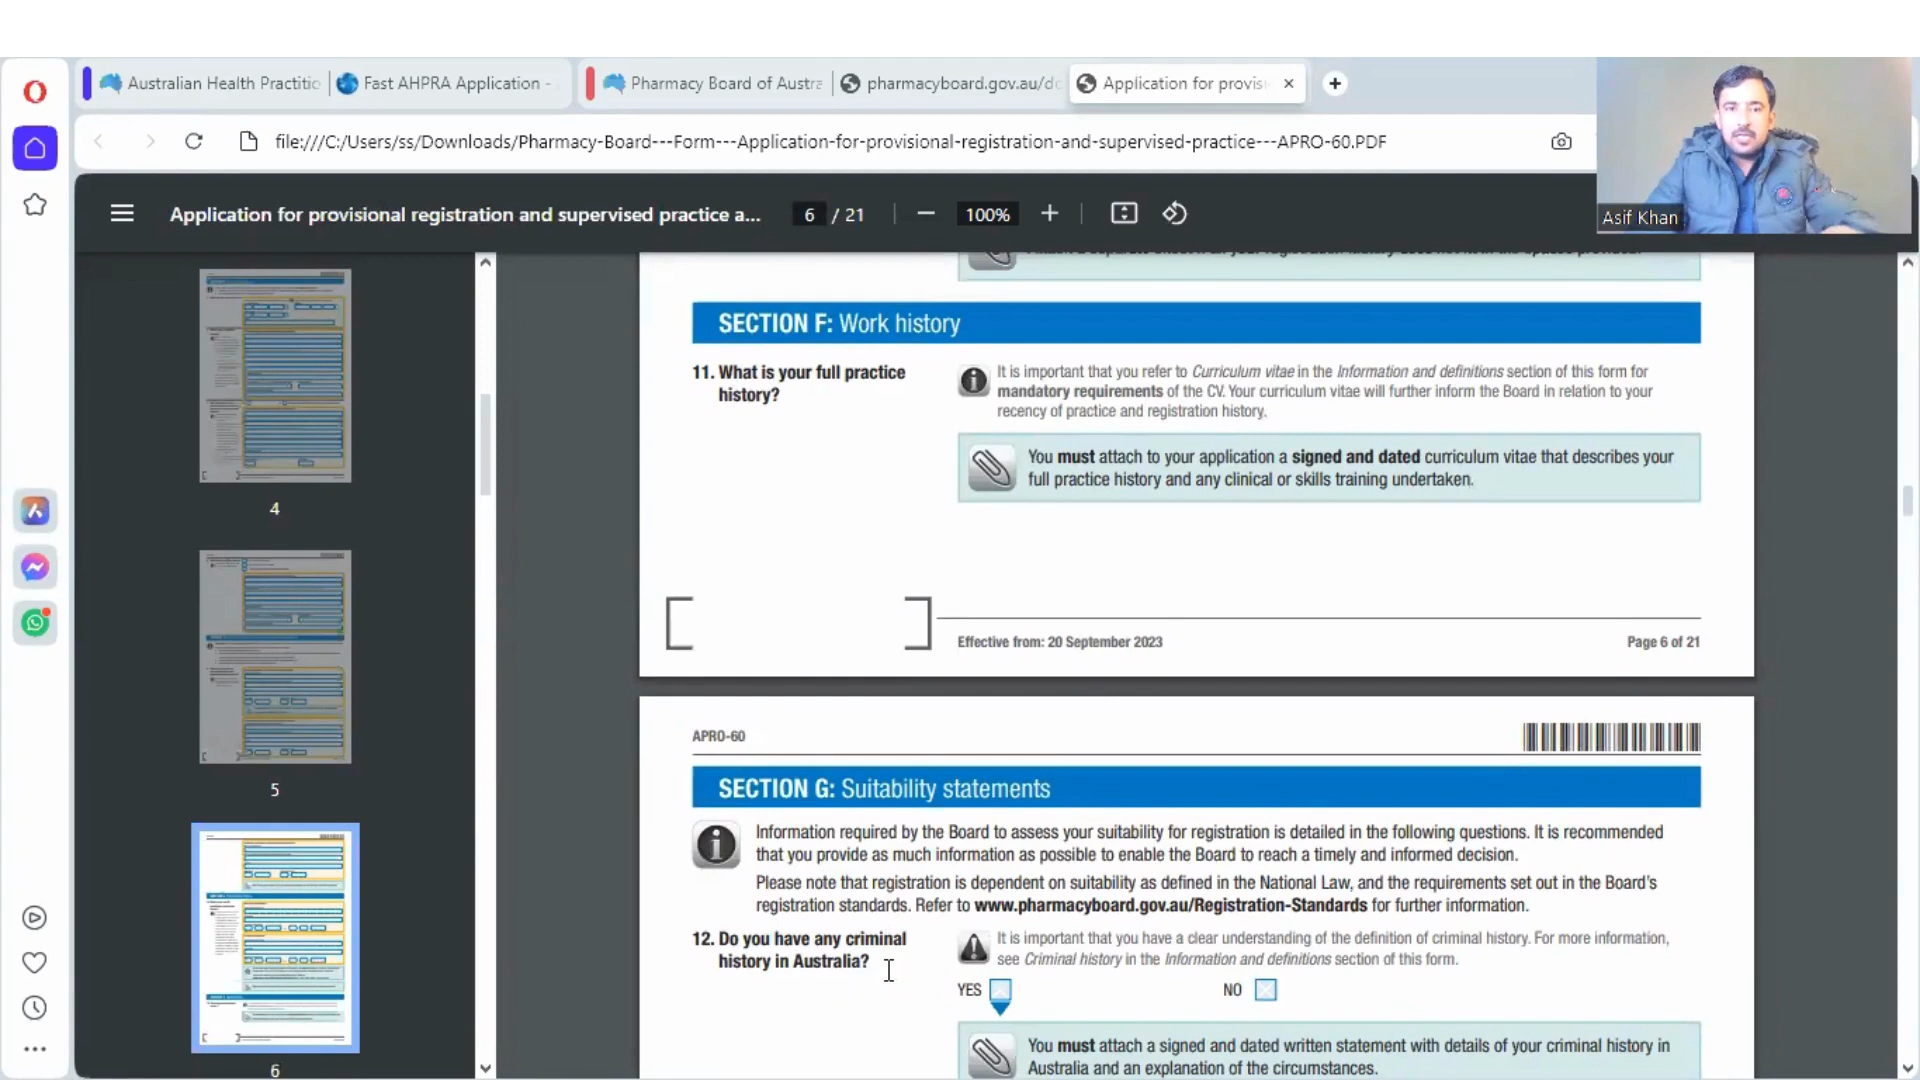 Australian Health Practitio
Fast AHPRA Application -
Pharmacy Board of Austra
pharmacyboard.gov.au/do
Application for provis
file:///C:/Users/ss/Downloads/Pharmacy-Board---Form---Application-for-provisional-registration-and-supervised-practice---APRO-60.PDF
Asif Khan
Application for provisional registration and supervised practice a...
6 / 21
100%
4
5
6
SECTION F: Work history
11. What is your full practice
history?
It is important that you refer to Curriculum vitae in the Information and definitions section of this form for
mandatory requirements of the CV. Your curriculum vitae will further inform the Board in relation to your
recency of practice and registration history.
You must attach to your application a signed and dated curriculum vitae that describes your
full practice history and any clinical or skills training undertaken.
Effective from: 20 September 2023
Page 6 of 21
APRO-60
SECTION G: Suitability statements
Information required by the Board to assess your suitability for registration is detailed in the following questions. It is recommended
that you provide as much information as possible to enable the Board to reach a timely and informed decision.
Please note that registration is dependent on suitability as defined in the National Law, and the requirements set out in the Board's
registration standards. Refer to www.pharmacyboard.gov.au/Registration-Standards for further information.
12. Do you have any criminal
history in Australia?
It is important that you have a clear understanding of the definition of criminal history. For more information,
see Criminal history in the Information and definitions section of this form.
YES
NO
You must attach a signed and dated written statement with details of your criminal history in
Australia and an explanation of the circumstances.